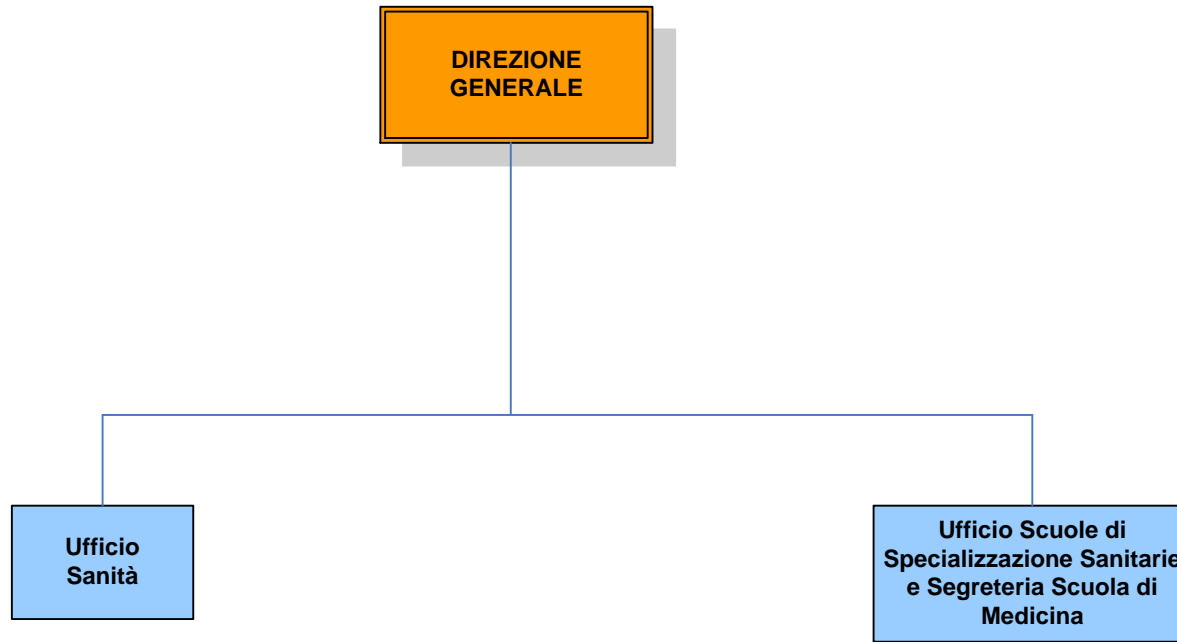 DIREZIONE
GENERALE
Ufficio
Sanità
Ufficio Scuole di
Specializzazione Sanitarie
e Segreteria Scuola di
Medicina